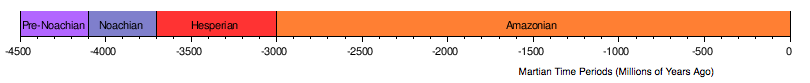 Pre-Noachian Noachian Hesperian Amazonian
-4500 -4000 -3500 -3000 -2500 -2000 -1500 -1000 -500 0
Martian Time Periods (Millions of Years Ago)